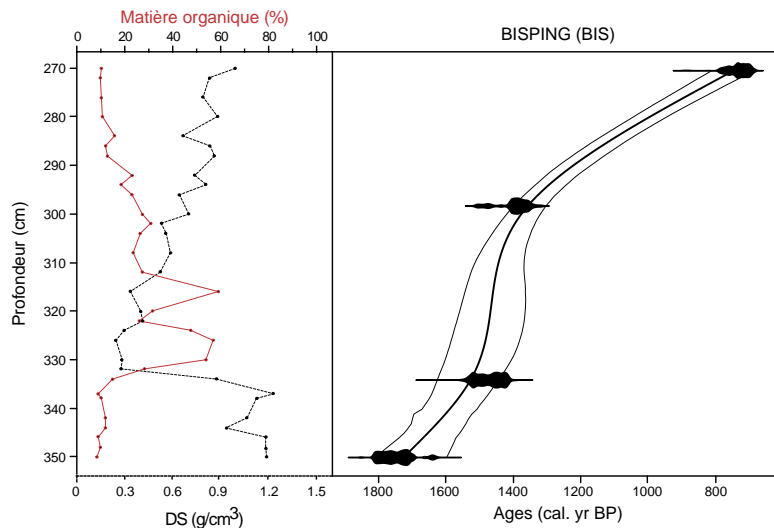 Matière organique (%)
BISPING (BIS)
0 20 40 60 80 100
270
280
290
300
310
320
330
340
350
Profondeur (cm)
0 0.3 0.6 0.9 1.2 1.5
1800 1600 1400 1200 1000 800
DS (g/cm³)
Ages (cal. yr BP)